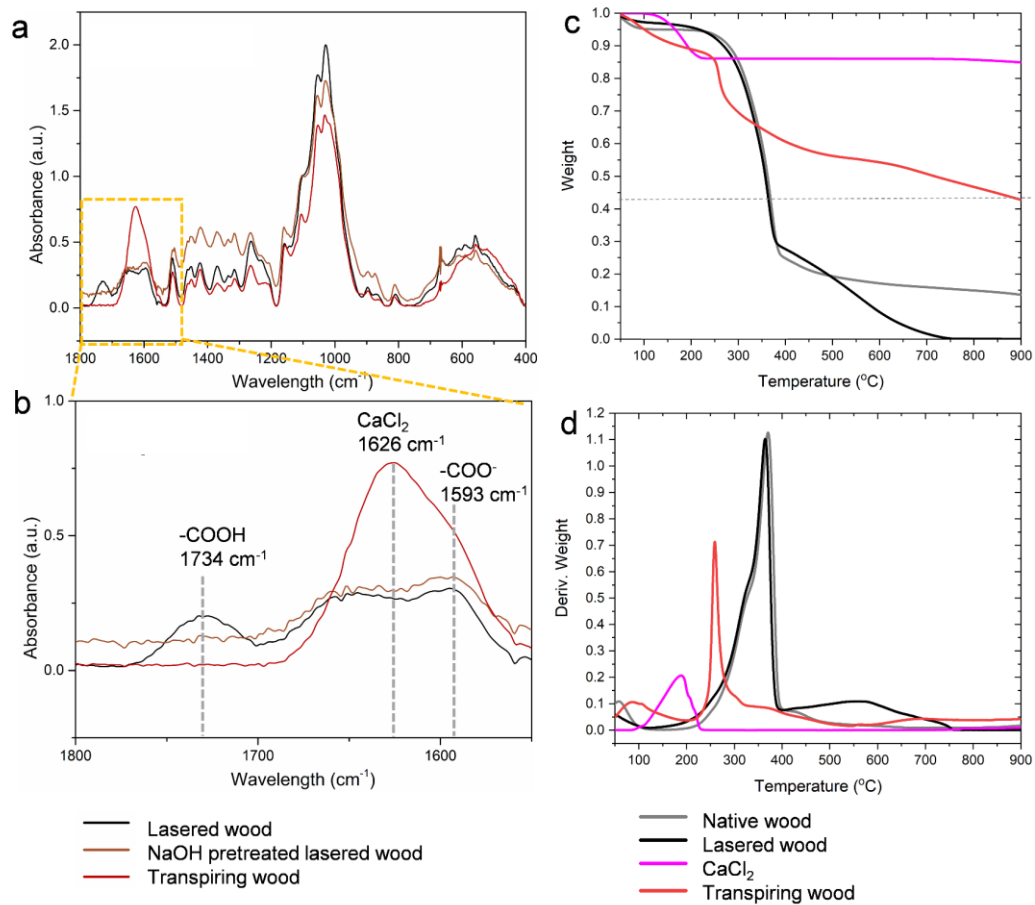 a
2.0
1.5
1.0
0.5
0.0
Absorbance (a.u.)
1800 1600 1400 1200 1000 800 600 400
Wavelength (cm-1)
b
1.0
0.5
0.0
Absorbance (a.u.)
CaCl2
1626 cm-1
-COO-
1593 cm-1
-COOH
1734 cm-1
1800 1700 1600
Wavelength (cm-1)
Lasered wood
NaOH pretreated lasered wood
Transpiring wood
c
1.0
0.9
0.8
0.7
0.6
0.5
0.4
0.3
0.2
0.1
0.0
Weight
100 200 300 400 500 600 700 800 900
Temperature (oC)
d
1.2
1.1
1.0
0.9
0.8
0.7
0.6
0.5
0.4
0.3
0.2
0.1
0.0
Deriv. Weight
100 200 300 400 500 600 700 800 900
Temperature (oC)
Native wood
Lasered wood
CaCl2
Transpiring wood